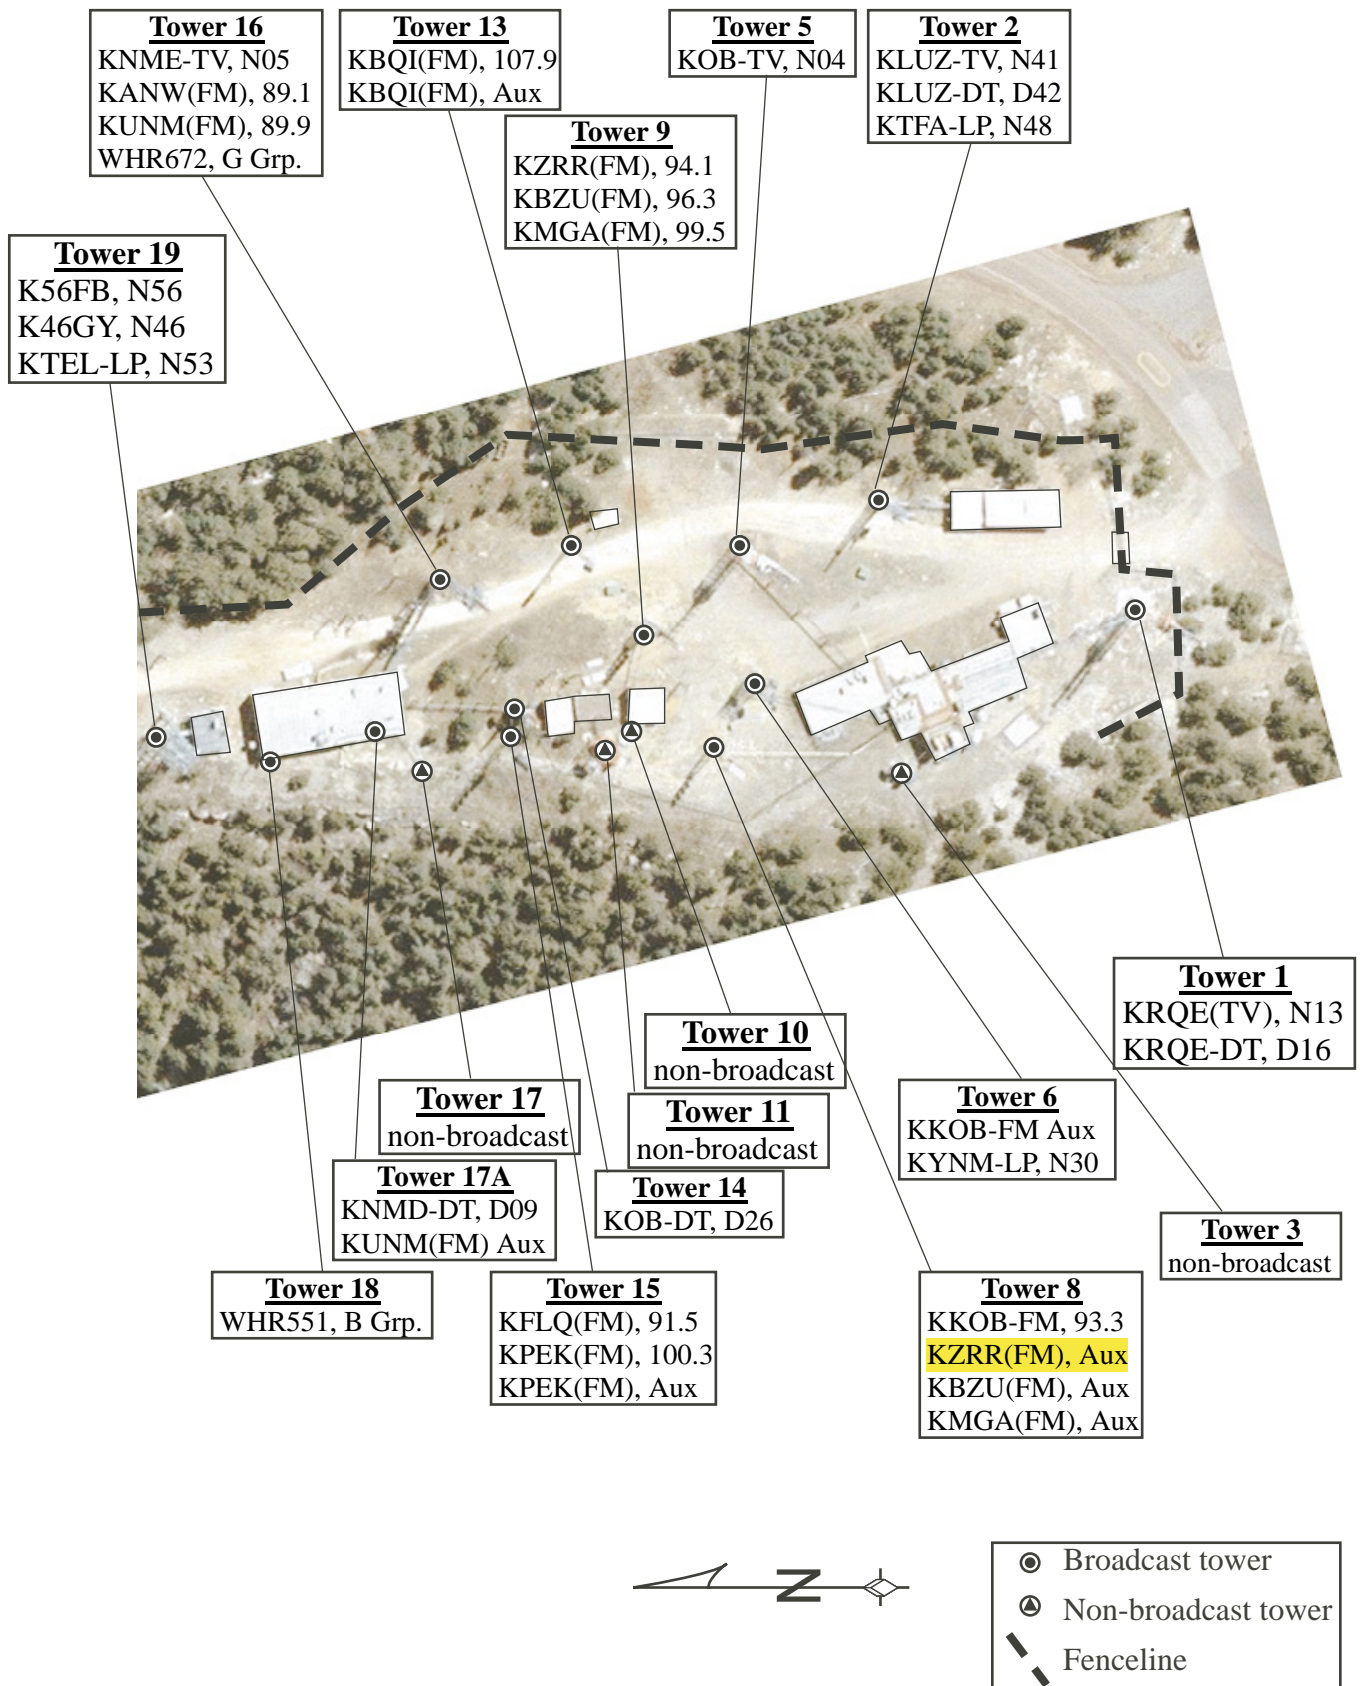 Tower 16
KNME-TV, N05
KANW(FM), 89.1
KUNM(FM), 89.9
WHR672, G Grp.
Tower 13
KBQI(FM), 107.9
KBQI(FM), Aux
Tower 5
KOB-TV, N04
Tower 2
KLUZ-TV, N41
KLUZ-DT, D42
KTFA-LP, N48
Tower 9
KZRR(FM), 94.1
KBZU(FM), 96.3
KMGA(FM), 99.5
Tower 19
K56FB, N56
K46GY, N46
KTEL-LP, N53
Tower 1
KRQE(TV), N13
KRQE-DT, D16
Tower 10
non-broadcast
Tower 17
non-broadcast
Tower 11
non-broadcast
Tower 6
KKOB-FM Aux
KYNM-LP, N30
Tower 17A
KNMD-DT, D09
KUNM(FM) Aux
Tower 14
KOB-DT, D26
Tower 3
non-broadcast
Tower 18
WHR551, B Grp.
Tower 15
KFLQ(FM), 91.5
KPEK(FM), 100.3
KPEK(FM), Aux
Tower 8
KKOB-FM, 93.3
KZRR(FM), Aux
KBZU(FM), Aux
KMGA(FM), Aux
N
Broadcast tower
Non-broadcast tower
Fenceline